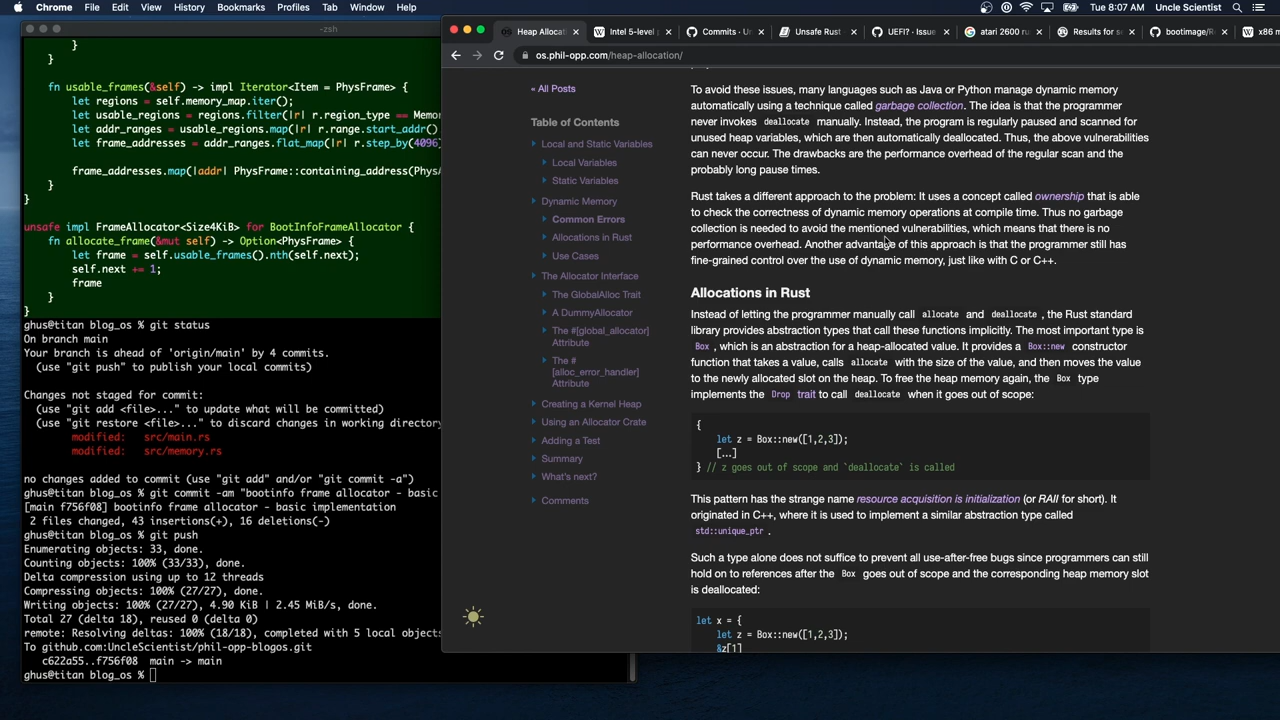 Chrome File Edit View History Bookmarks Profiles Tab Window Help Tue 8:07 AM Uncle Scientist
-zsh
}
}
fn usable_frames(&self) -> impl Iterator<Item = PhysFrame> {
let regions = self.memory_map.iter();
let usable_regions = regions.filter(|r| r.region_type == Memor
let addr_ranges = usable_regions.map(|r| r.range.start_addr()
let frame_addresses = addr_ranges.flat_map(|r| r.step_by(4096
frame_addresses.map(|addr| PhysFrame::containing_address(PhysA
}
}
unsafe impl FrameAllocator<Size4KiB> for BootInfoFrameAllocator {
fn allocate_frame(&mut self) -> Option<PhysFrame> {
let frame = self.usable_frames().nth(self.next);
self.next += 1;
frame
}
}
ghus@titan blog_os % git status
On branch main
Your branch is ahead of 'origin/main' by 4 commits.
(use "git push" to publish your local commits)
Changes not staged for commit:
(use "git add <file>..." to update what will be committed)
(use "git restore <file>..." to discard changes in working directory
modified: src/main.rs
modified: src/memory.rs
no changes added to commit (use "git add" and/or "git commit -a")
ghus@titan blog_os % git commit -am "bootinfo frame allocator - basic
[main f756f08] bootinfo frame allocator - basic implementation
2 files changed, 43 insertions(+), 16 deletions(-)
ghus@titan blog_os % git push
Enumerating objects: 33, done.
Counting objects: 100% (33/33), done.
Delta compression using up to 12 threads
Compressing objects: 100% (27/27), done.
Writing objects: 100% (27/27), 4.90 KiB | 2.45 MiB/s, done.
Total 27 (delta 18), reused 0 (delta 0)
remote: Resolving deltas: 100% (18/18), completed with 5 local objects
To github.com:UncleScientist/phil-opp-blogos.git
c622a55..f756f08 main -> main
ghus@titan blog_os %
Heap Allocat Intel 5-level p Commits · Un Unsafe Rust UEFI? · Issue atari 2600 ru Results for se bootimage/R x86 m
os.phil-opp.com/heap-allocation/
« All Posts
Table of Contents
Local and Static Variables
Local Variables
Static Variables
Dynamic Memory
Common Errors
Allocations in Rust
Use Cases
The Allocator Interface
The GlobalAlloc Trait
A DummyAllocator
The #[global_allocator]
Attribute
The #
[alloc_error_handler]
Attribute
Creating a Kernel Heap
Using an Allocator Crate
Adding a Test
Summary
What's next?
Comments
To avoid these issues, many languages such as Java or Python manage dynamic memory
automatically using a technique called garbage collection. The idea is that the programmer
never invokes deallocate manually. Instead, the program is regularly paused and scanned for
unused heap variables, which are then automatically deallocated. Thus, the above vulnerabilities
can never occur. The drawbacks are the performance overhead of the regular scan and the
probably long pause times.
Rust takes a different approach to the problem: It uses a concept called ownership that is able
to check the correctness of dynamic memory operations at compile time. Thus no garbage
collection is needed to avoid the mentioned vulnerabilities, which means that there is no
performance overhead. Another advantage of this approach is that the programmer still has
fine-grained control over the use of dynamic memory, just like with C or C++.
Allocations in Rust
Instead of letting the programmer manually call allocate and deallocate , the Rust standard
library provides abstraction types that call these functions implicitly. The most important type is
Box , which is an abstraction for a heap-allocated value. It provides a Box::new constructor
function that takes a value, calls allocate with the size of the value, and then moves the value
to the newly allocated slot on the heap. To free the heap memory again, the Box type
implements the Drop trait to call deallocate when it goes out of scope:
{
let z = Box::new([1,2,3]);
[...]
} // z goes out of scope and `deallocate` is called
This pattern has the strange name resource acquisition is initialization (or RAII for short). It
originated in C++, where it is used to implement a similar abstraction type called
std::unique_ptr .
Such a type alone does not suffice to prevent all use-after-free bugs since programmers can still
hold on to references after the Box goes out of scope and the corresponding heap memory slot
is deallocated:
let x = {
let z = Box::new([1,2,3]);
&z[1]